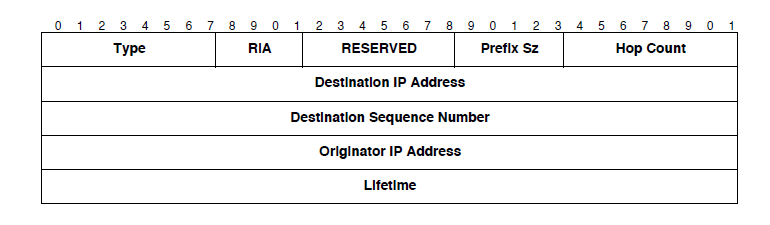 0 1 2 3 4 5 6 7 8 9 0 1 2 3 4 5 6 7 8 9 0 1 2 3 4 5 6 7 8 9 0 1
Type RIA RESERVED Prefix Sz Hop Count
Destination IP Address
Destination Sequence Number
Originator IP Address
Lifetime